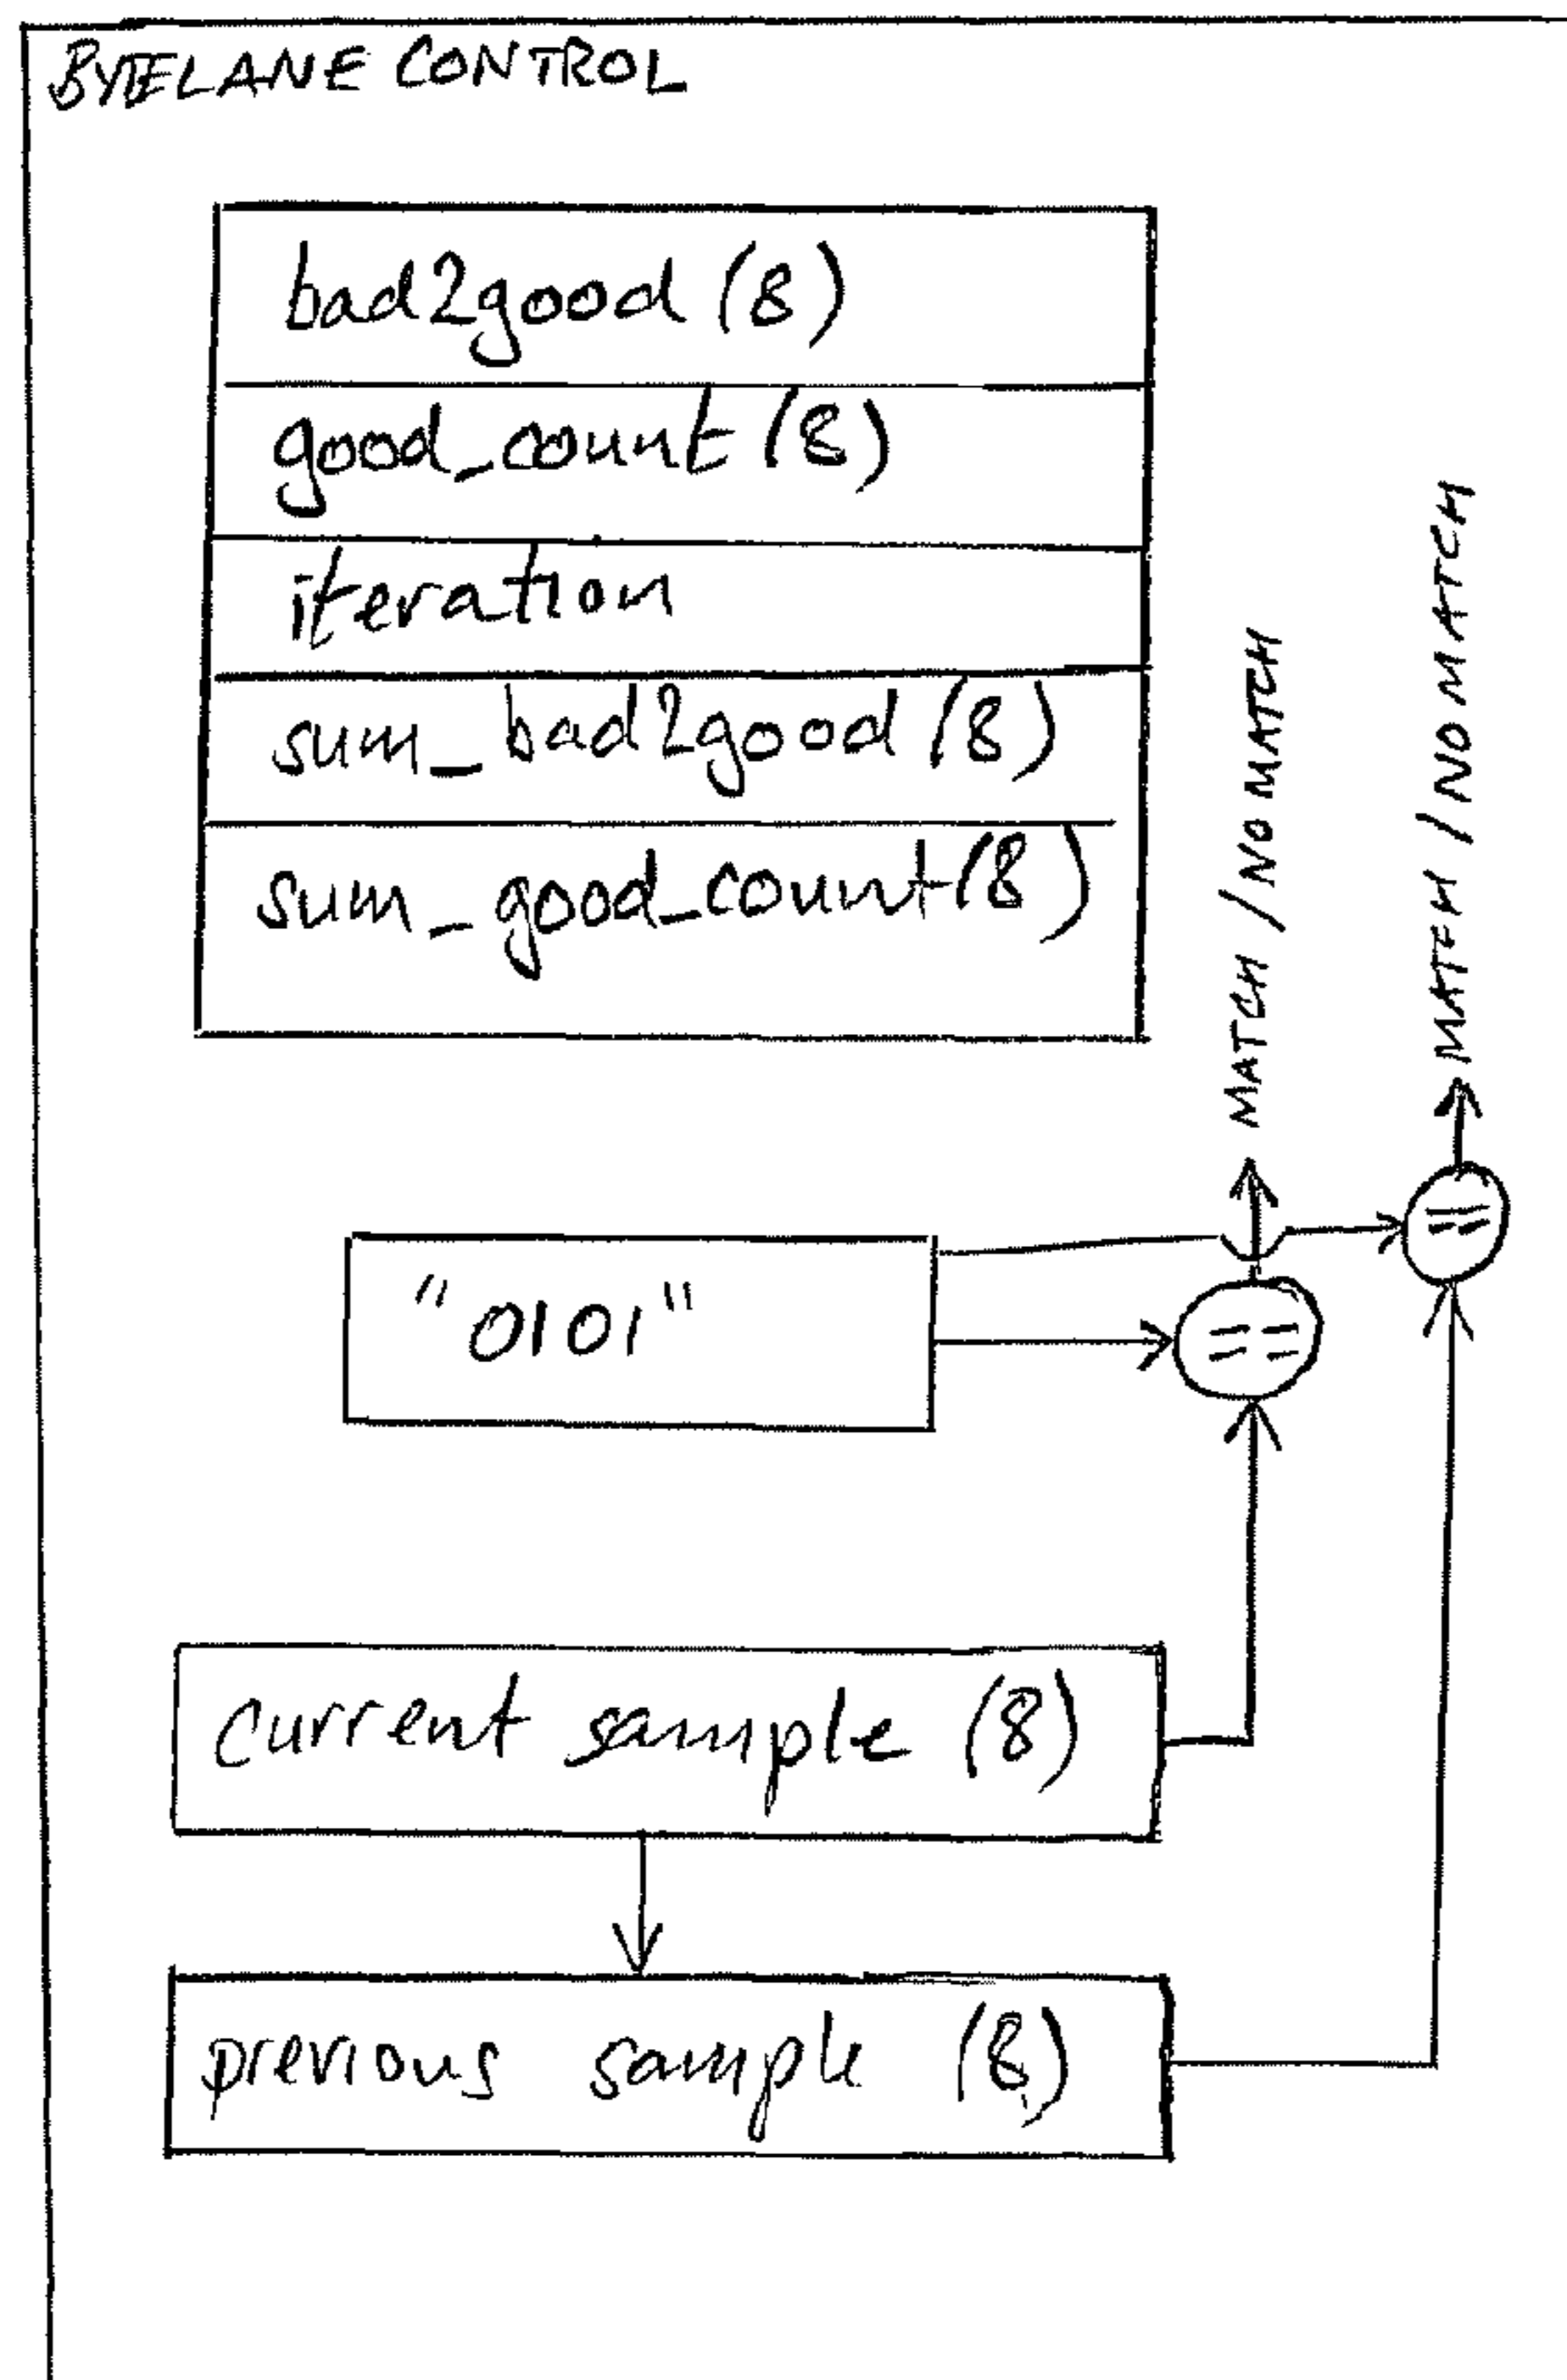 BYTELANE CONTROL
bad2good (8)
good_count (8)
iteration
sum_bad2good (8)
sum_good_count (8)
MATCH / NO MATCH
MATCH / NO MATCH
"0101"
==
=
current sample (8)
previous sample (8)